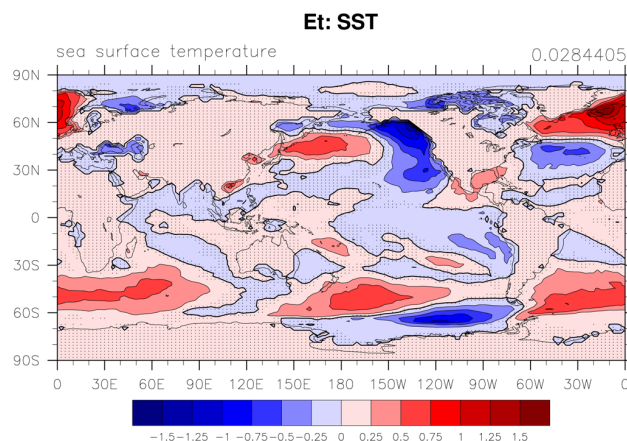 Et: SST
sea surface temperature 0.0284405
90N
60N
30N
0
30S
60S
90S
0 30E 60E 90E 120E 150E 180 150W 120W 90W 60W 30W 0
-1.5 -1.25 -1 -0.75 -0.5 -0.25 0 0.25 0.5 0.75 1 1.25 1.5